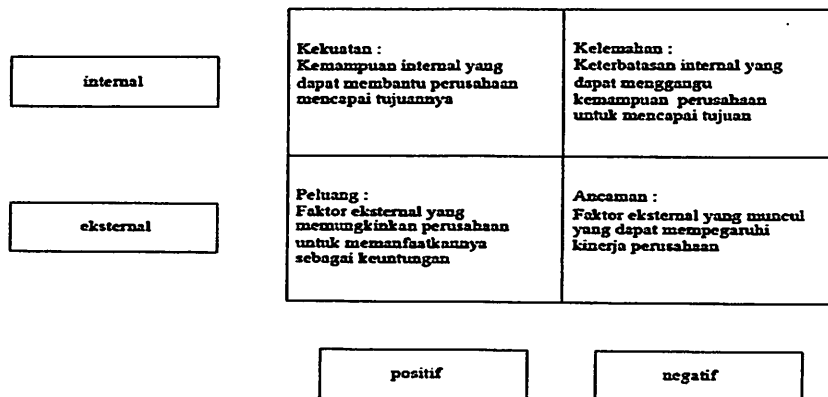 internal
Kekuatan :
Kemampuan internal yang
dapat membantu perusahaan
mencapai tujuannya
Kelemahan :
Keterbatasan internal yang
dapat menggangu
kemampuan perusahaan
untuk mencapai tujuan
eksternal
Peluang :
Faktor eksternal yang
memungkinkan perusahaan
untuk memanfaatkannya
sebagai keuntungan
Ancaman :
Faktor eksternal yang muncul
yang dapat mempegaruhi
kinerja perusahaan
positif
negatif